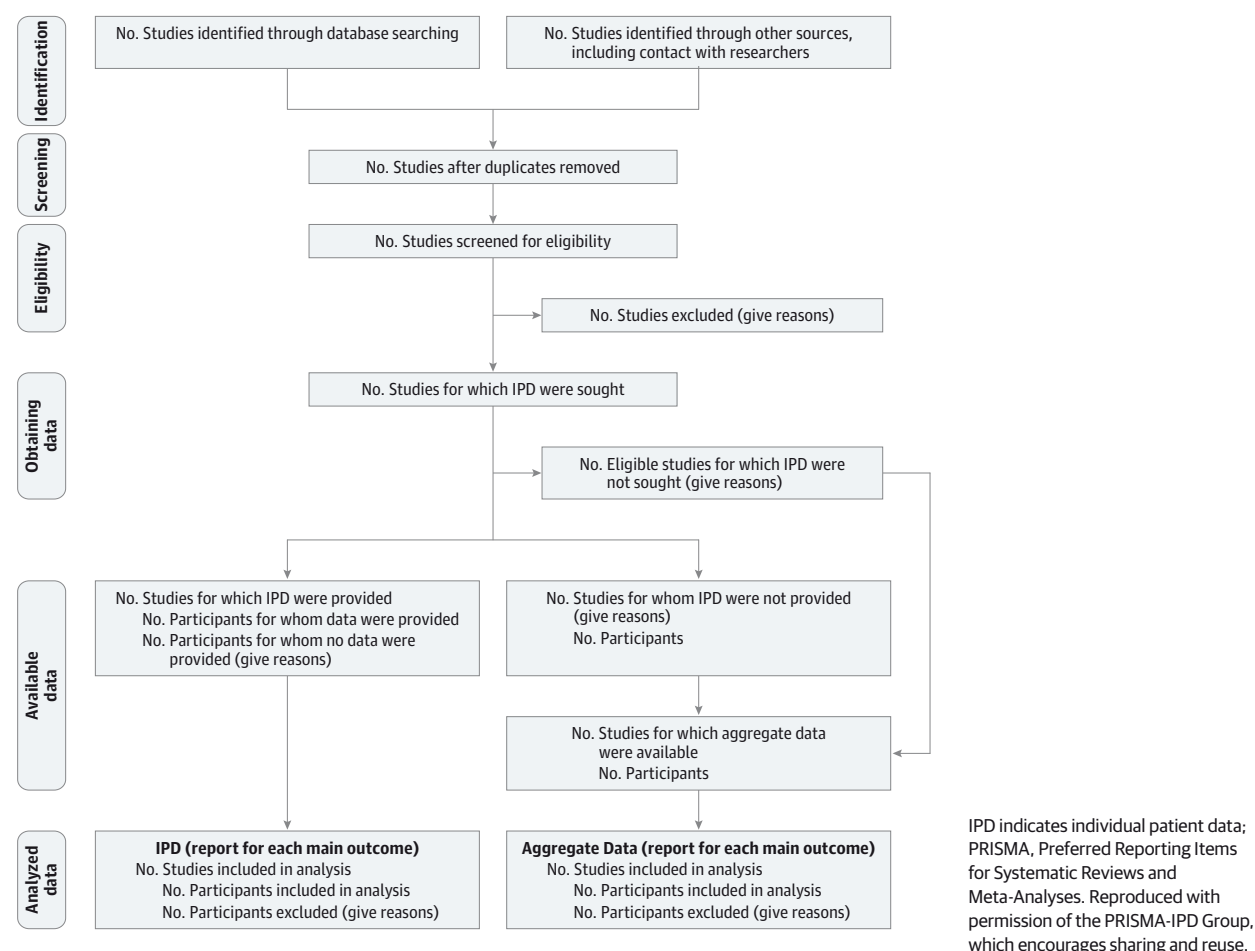 Identification
No. Studies identified through database searching
No. Studies identified through other sources,
including contact with researchers
Screening
No. Studies after duplicates removed
Eligibility
No. Studies screened for eligibility
No. Studies excluded (give reasons)
Obtaining
data
No. Studies for which IPD were sought
No. Eligible studies for which IPD were
not sought (give reasons)
Available
data
No. Studies for which IPD were provided
No. Participants for whom data were provided
No. Participants for whom no data were
provided (give reasons)
No. Studies for whom IPD were not provided
(give reasons)
No. Participants
No. Studies for which aggregate data
were available
No. Participants
Analyzed
data
IPD (report for each main outcome)
No. Studies included in analysis
No. Participants included in analysis
No. Participants excluded (give reasons)
Aggregate Data (report for each main outcome)
No. Studies included in analysis
No. Participants included in analysis
No. Participants excluded (give reasons)
IPD indicates individual patient data;
PRISMA, Preferred Reporting Items
for Systematic Reviews and
Meta-Analyses. Reproduced with
permission of the PRISMA-IPD Group,
which encourages sharing and reuse.